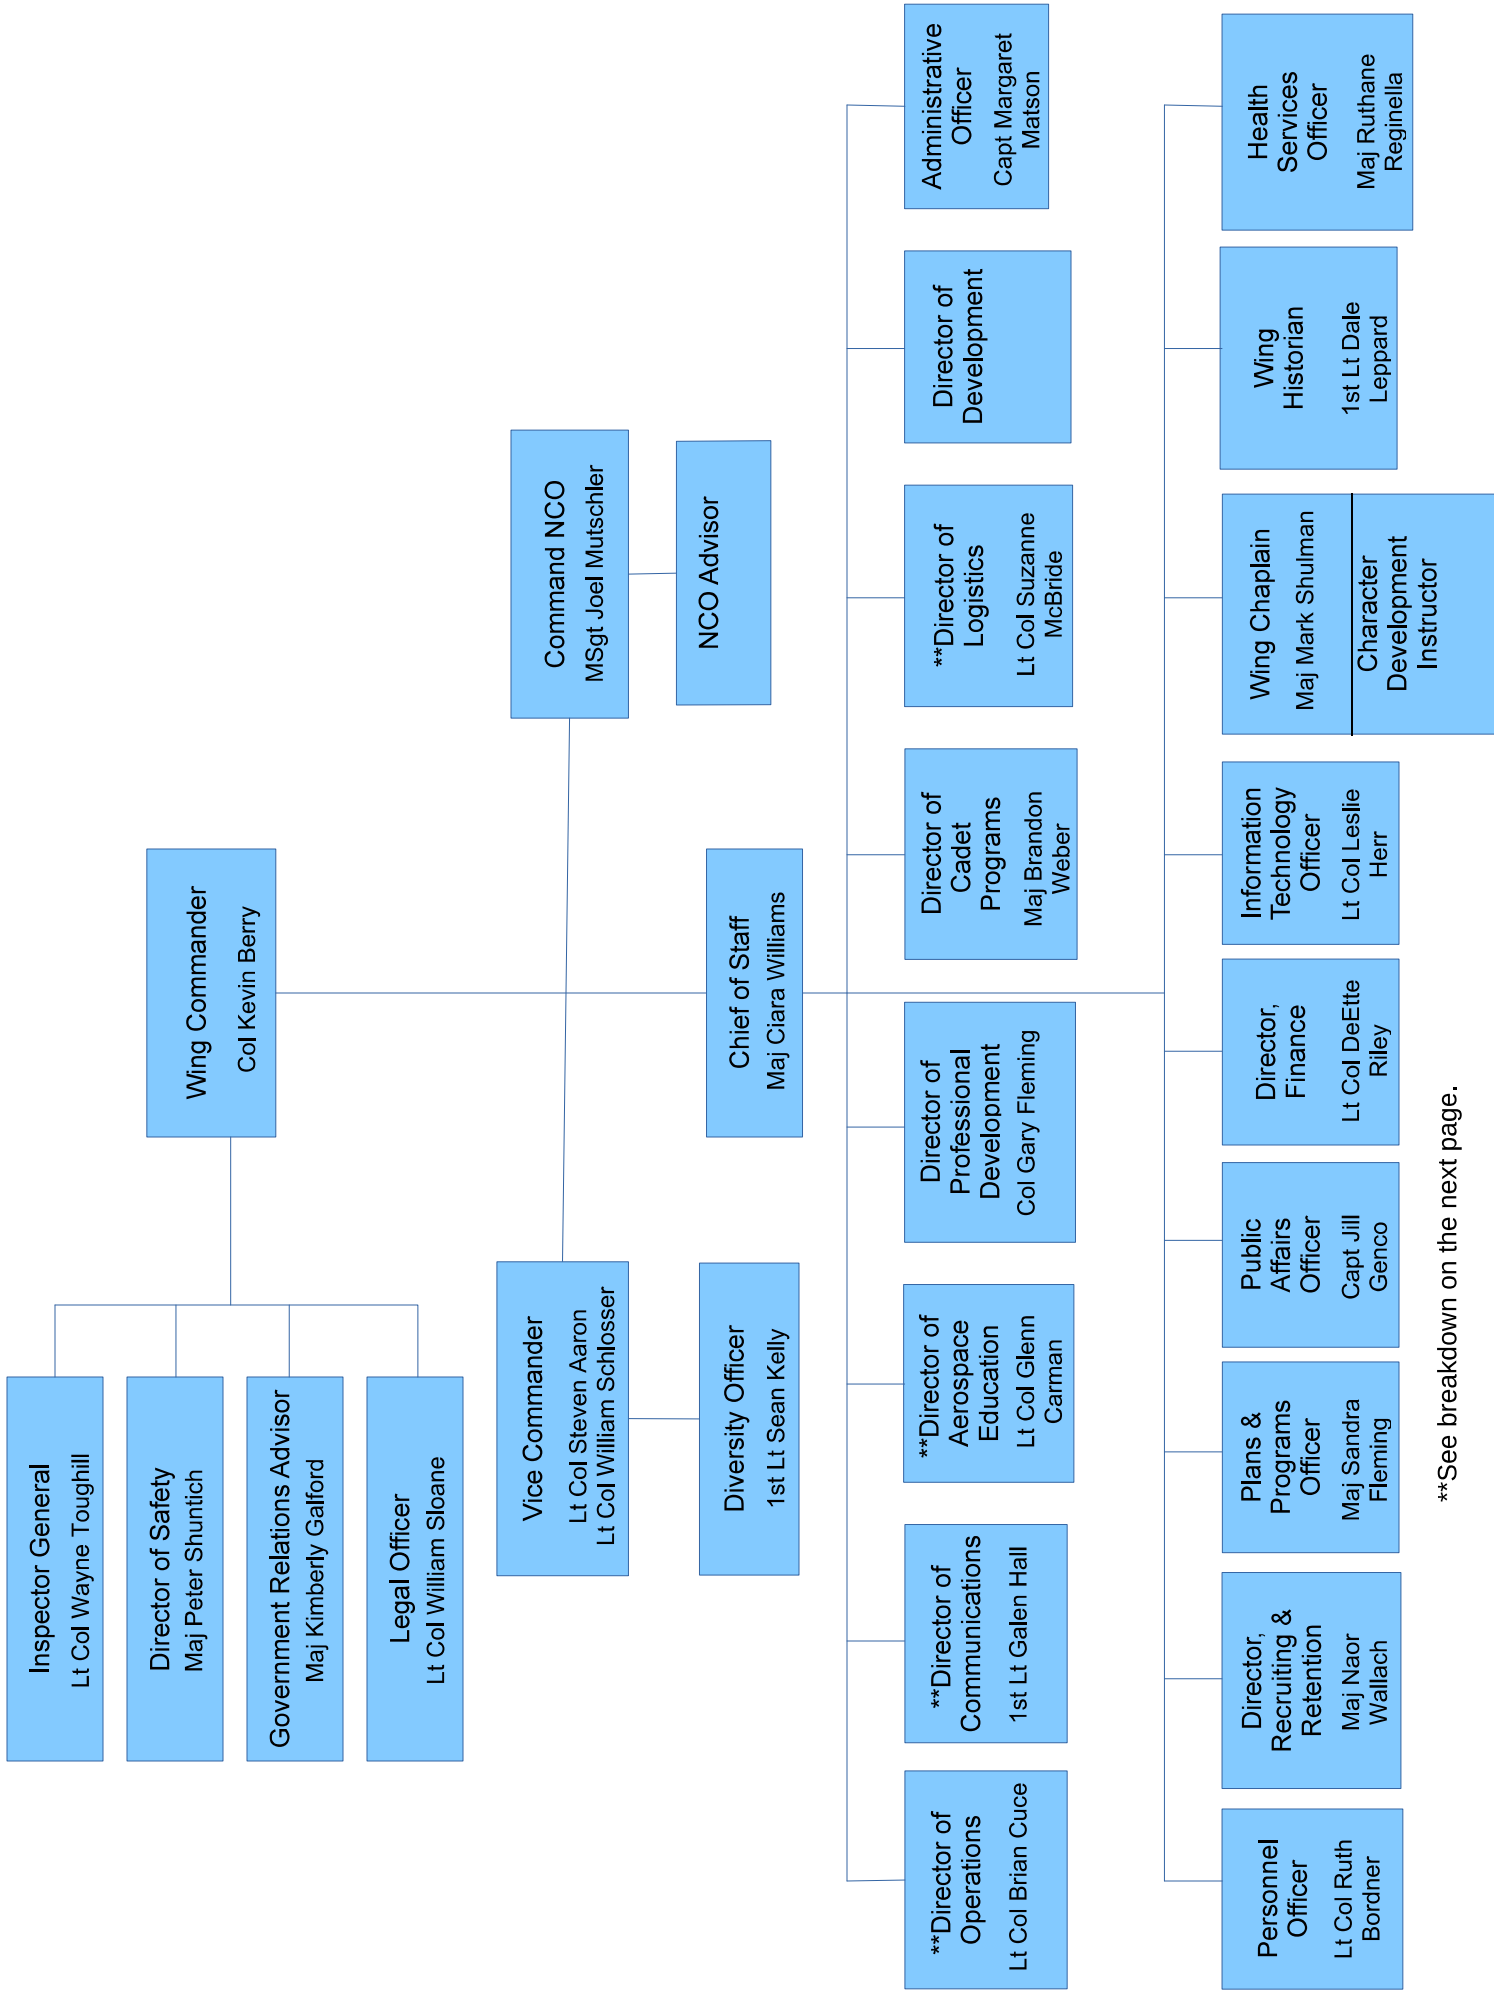 Inspector General
Lt Col Wayne Toughill
Director of Safety
Maj Peter Shuntich
Government Relations Advisor
Maj Kimberly Galford
Legal Officer
Lt Col William Sloane
Wing Commander
Col Kevin Berry
Vice Commander
Lt Col Steven Aaron
Lt Col William Schlosser
Diversity Officer
1st Lt Sean Kelly
Command NCO
MSgt Joel Mutschler
NCO Advisor
Chief of Staff
Maj Ciara Williams
**Director of
Operations
Lt Col Brian Cuce
**Director of
Communications
1st Lt Galen Hall
**Director of
Aerospace
Education
Lt Col Glenn
Carman
Director of
Professional
Development
Col Gary Fleming
Director of
Cadet
Programs
Maj Brandon
Weber
**Director of
Logistics
Lt Col Suzanne
McBride
Director of
Development
Administrative
Officer
Capt Margaret
Matson
Personnel
Officer
Lt Col Ruth
Bordner
Director,
Recruiting &
Retention
Maj Naor
Wallach
Plans &
Programs
Officer
Maj Sandra
Fleming
Public
Affairs
Officer
Capt Jill
Genco
Director,
Finance
Lt Col DeEtte
Riley
Information
Technology
Officer
Lt Col Leslie
Herr
Wing Chaplain
Maj Mark Shulman
Character
Development
Instructor
Wing
Historian
1st Lt Dale
Leppard
Health
Services
Officer
Maj Ruthane
Reginella
**See breakdown on the next page.